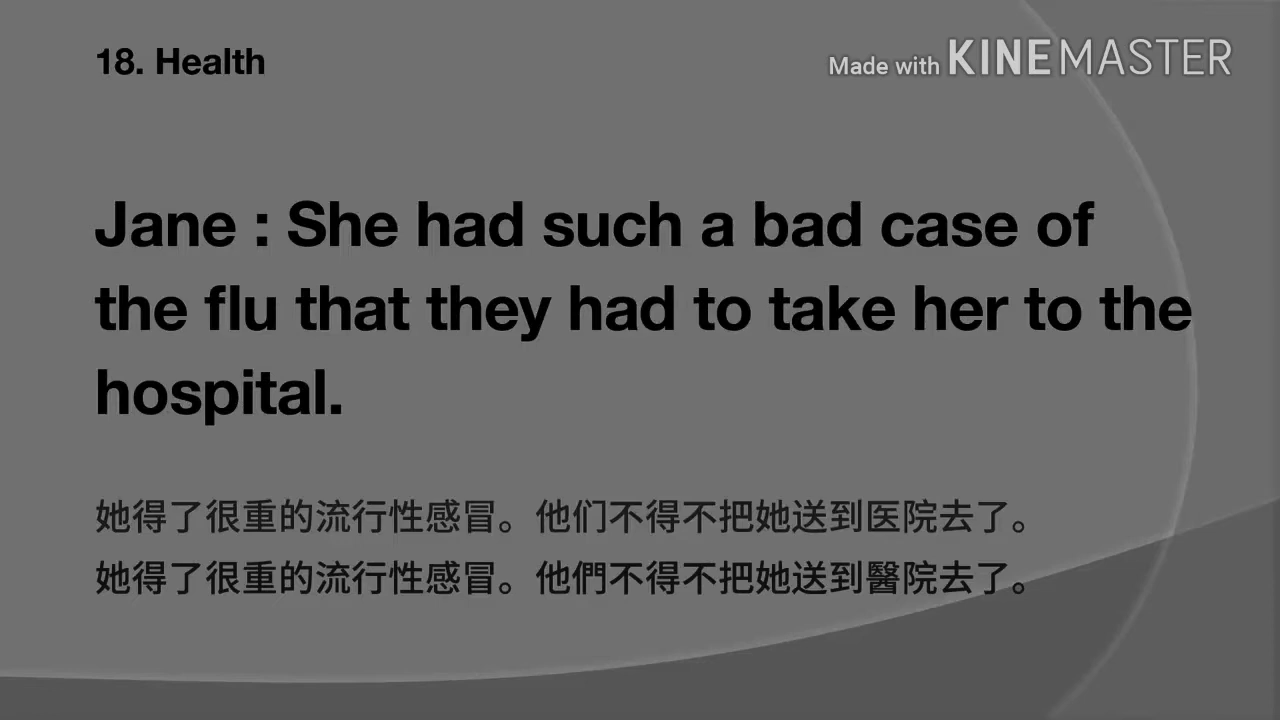 18. Health
Made with KINEMASTER
Jane : She had such a bad case of
the flu that they had to take her to the
hospital.
她得了很重的流行性感冒。他们不得不把她送到医院去了。
她得了很重的流行性感冒。他們不得不把她送到醫院去了。